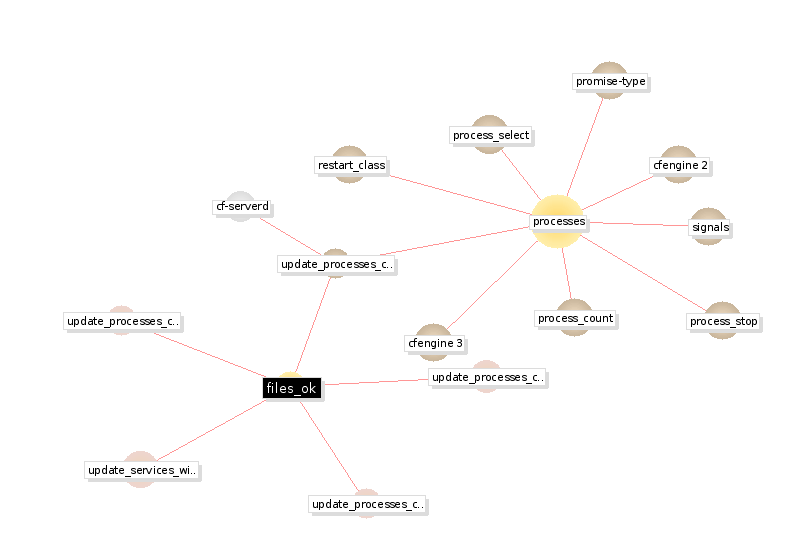 promise-type
process_select
restart_class
cfengine 2
cf-serverd
processes
signals
update_processes_c..
process_count
update_processes_c..
process_stop
cfengine 3
update_processes_c..
files_ok
update_services_wi..
update_processes_c..